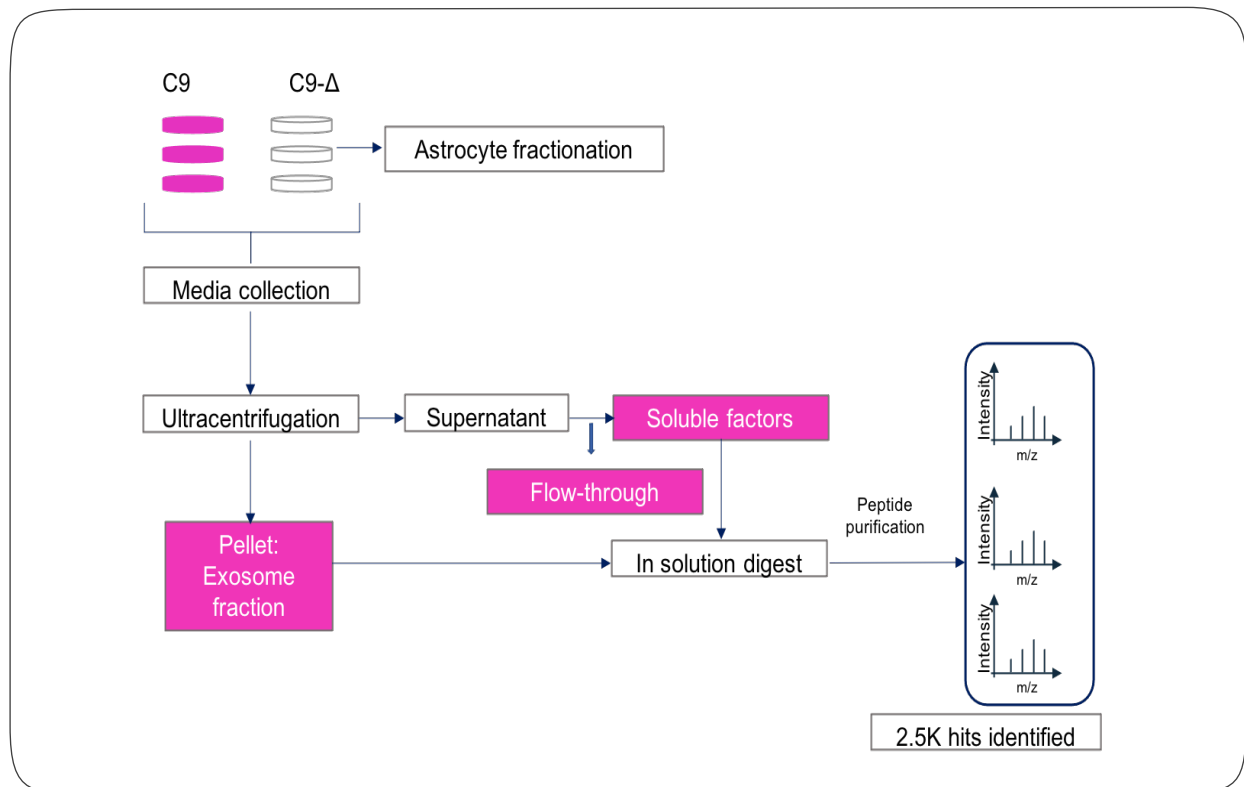 C9
C9-Δ
Astrocyte fractionation
Media collection
Ultracentrifugation
Supernatant
Soluble factors
Flow-through
Pellet:
Exosome
fraction
In solution digest
Peptide
purification
Intensity
m/z
Intensity
m/z
Intensity
m/z
2.5K hits identified